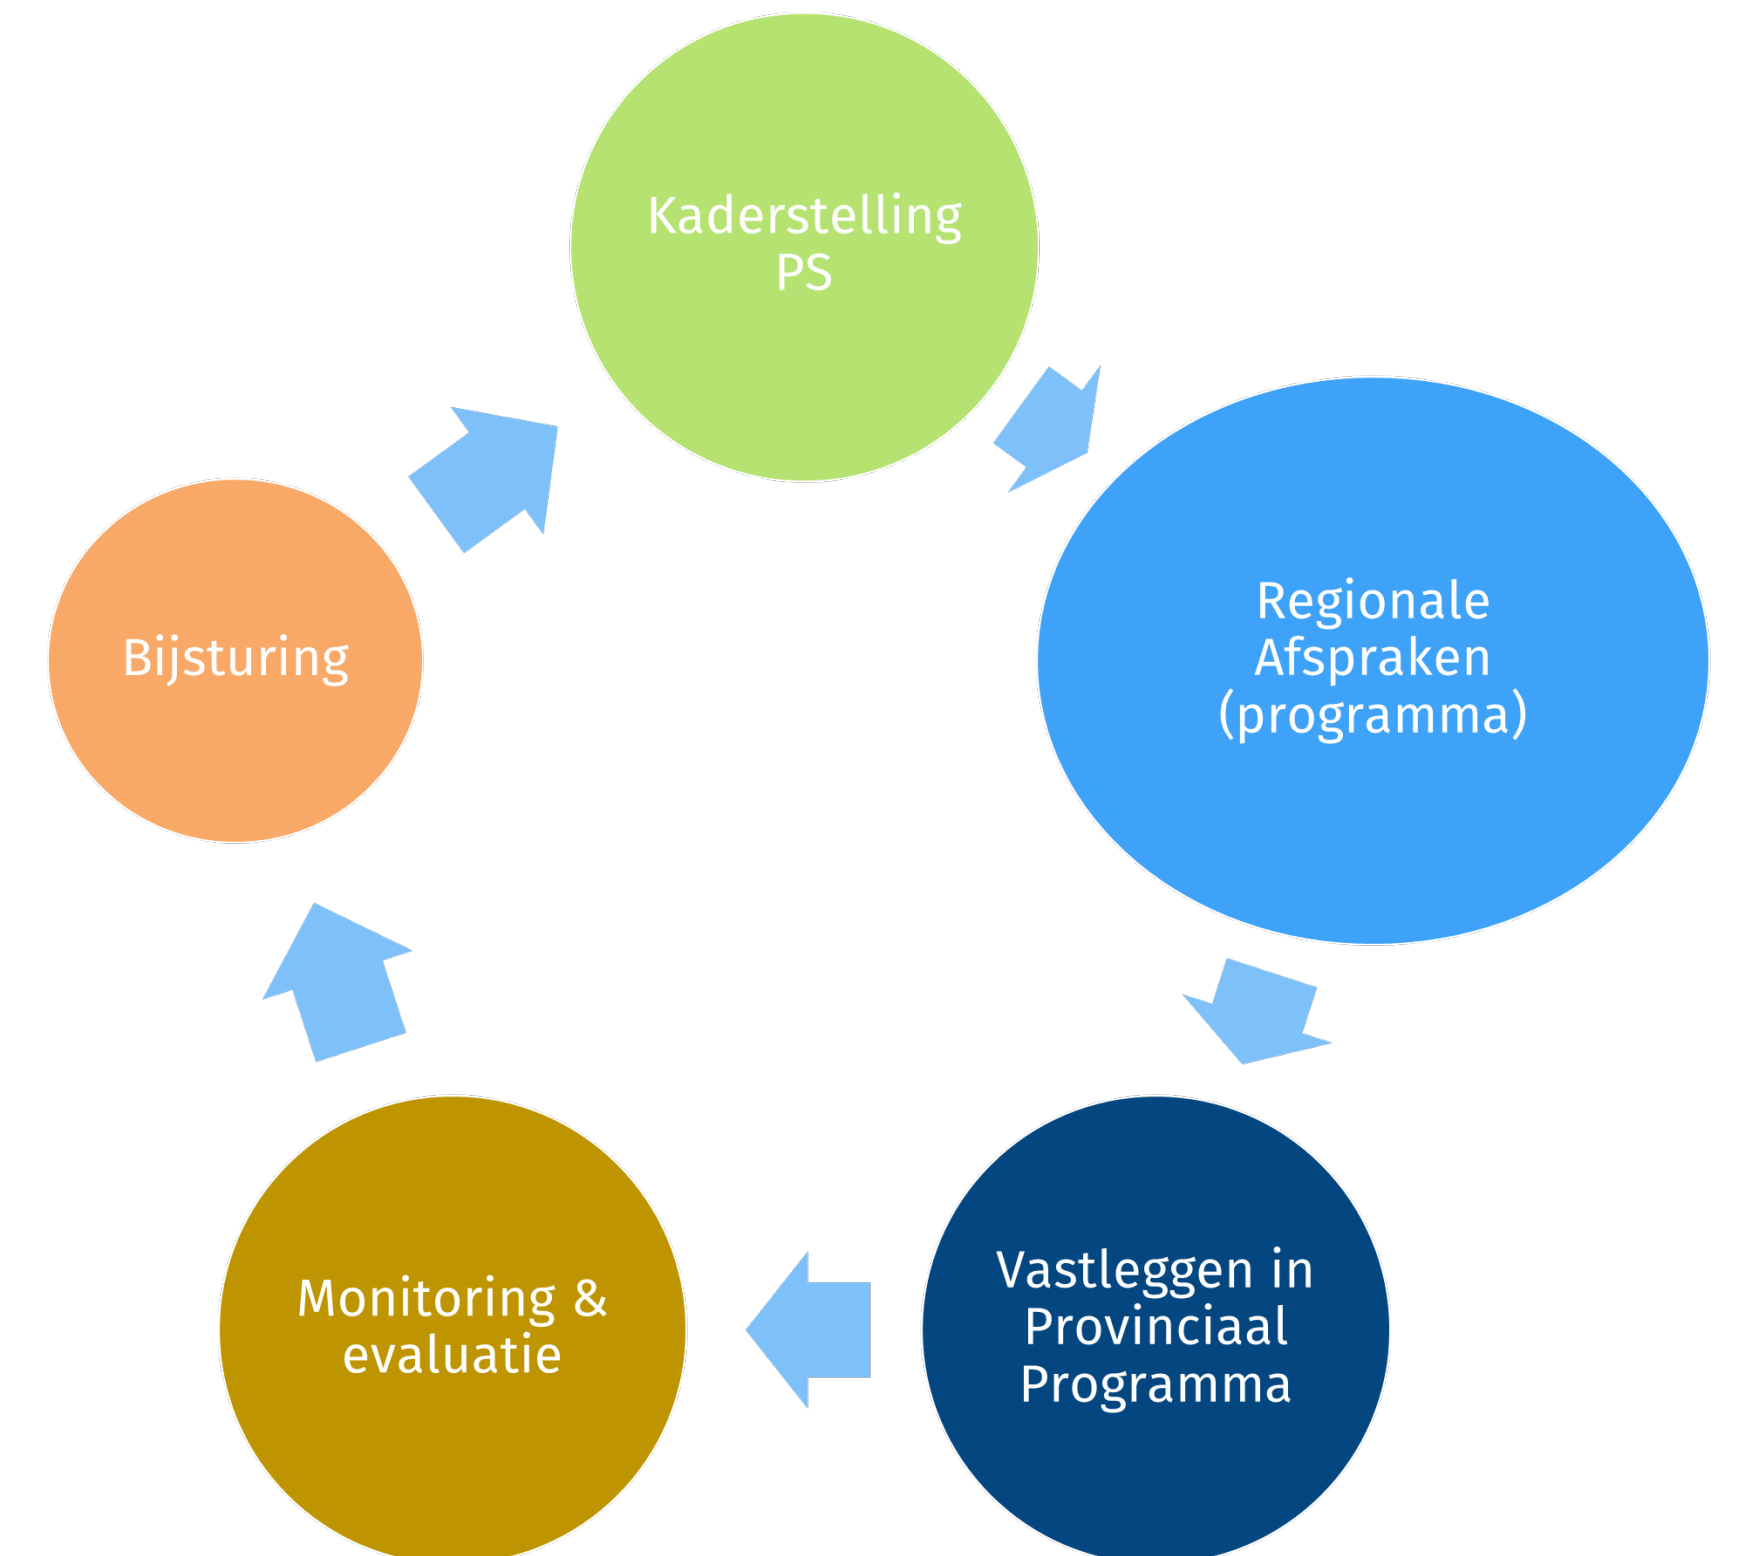 Kaderstelling
PS
Regionale
Afspraken
(programma)
Vastleggen in
Provinciaal
Programma
Monitoring &
evaluatie
Bijsturing